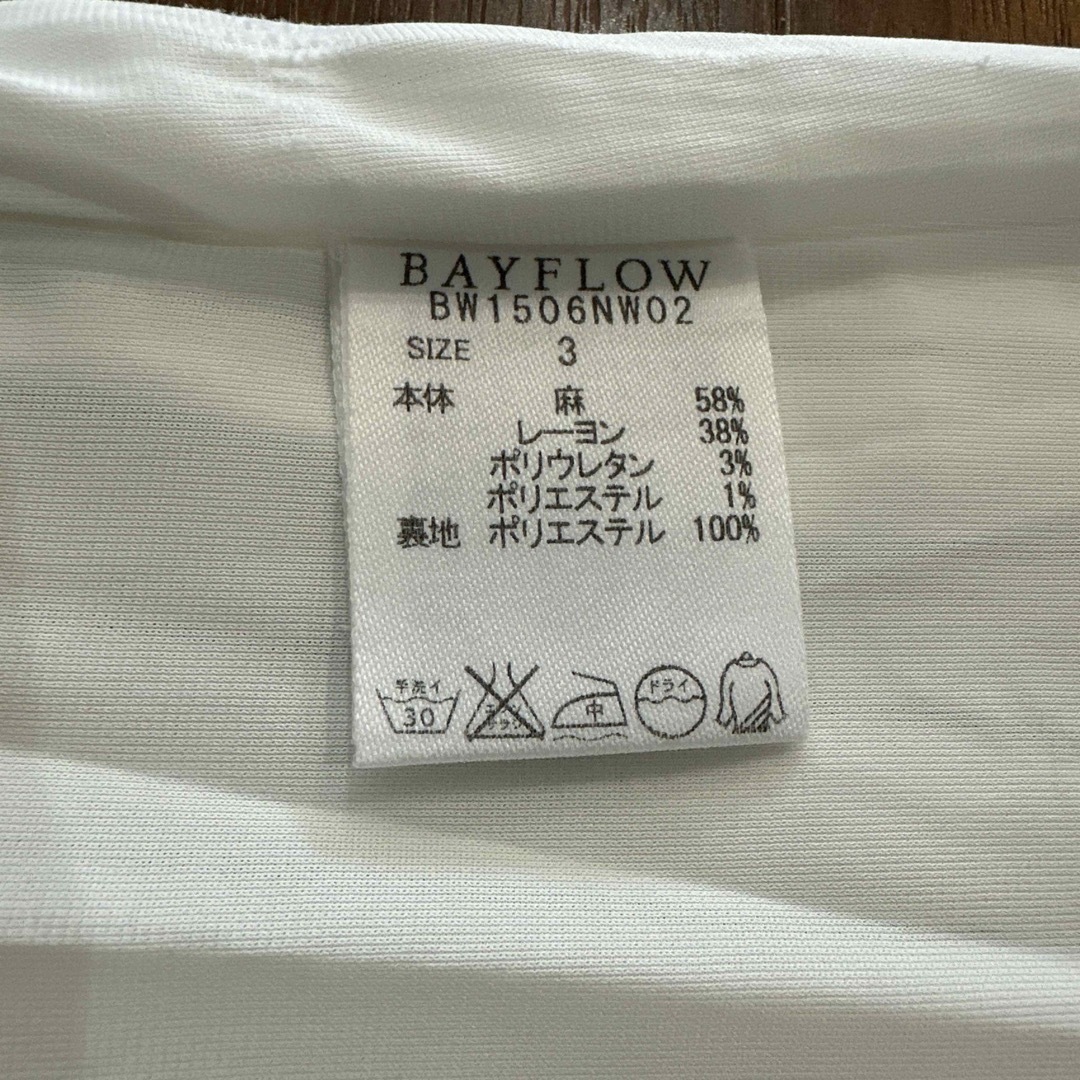 BAYFLOW
BW1506NW02
SIZE 3
本体 麻 58%
レーヨン 38%
ポリウレタン 3%
ポリエステル 1%
裏地 ポリエステル 100%
手洗イ 30
中
ドライ